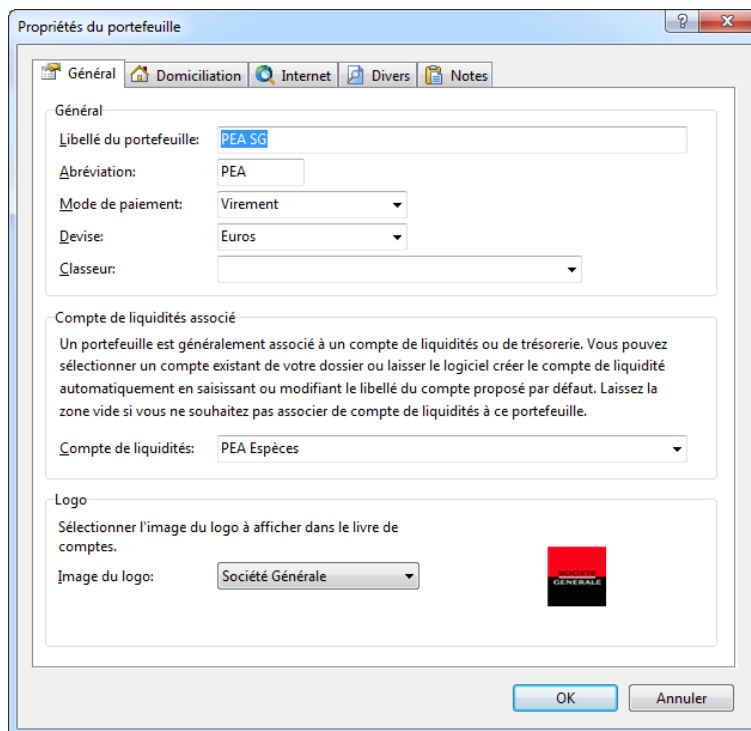 Propriétés du portefeuille
Général Domiciliation Internet Divers Notes
Général
Libellé du portefeuille: PEA SG
Abréviation: PEA
Mode de paiement: Virement
Devise: Euros
Classeur:
Compte de liquidités associé
Un portefeuille est généralement associé à un compte de liquidités ou de trésorerie. Vous pouvez
sélectionner un compte existant de votre dossier ou laisser le logiciel créer le compte de liquidité
automatiquement en saisissant ou modifiant le libellé du compte proposé par défaut. Laissez la
zone vide si vous ne souhaitez pas associer de compte de liquidités à ce portefeuille.
Compte de liquidités: PEA Espèces
Logo
Sélectionner l'image du logo à afficher dans le livre de
comptes.
Image du logo: Société Générale
SOCIETE
GENERALE
OK Annuler